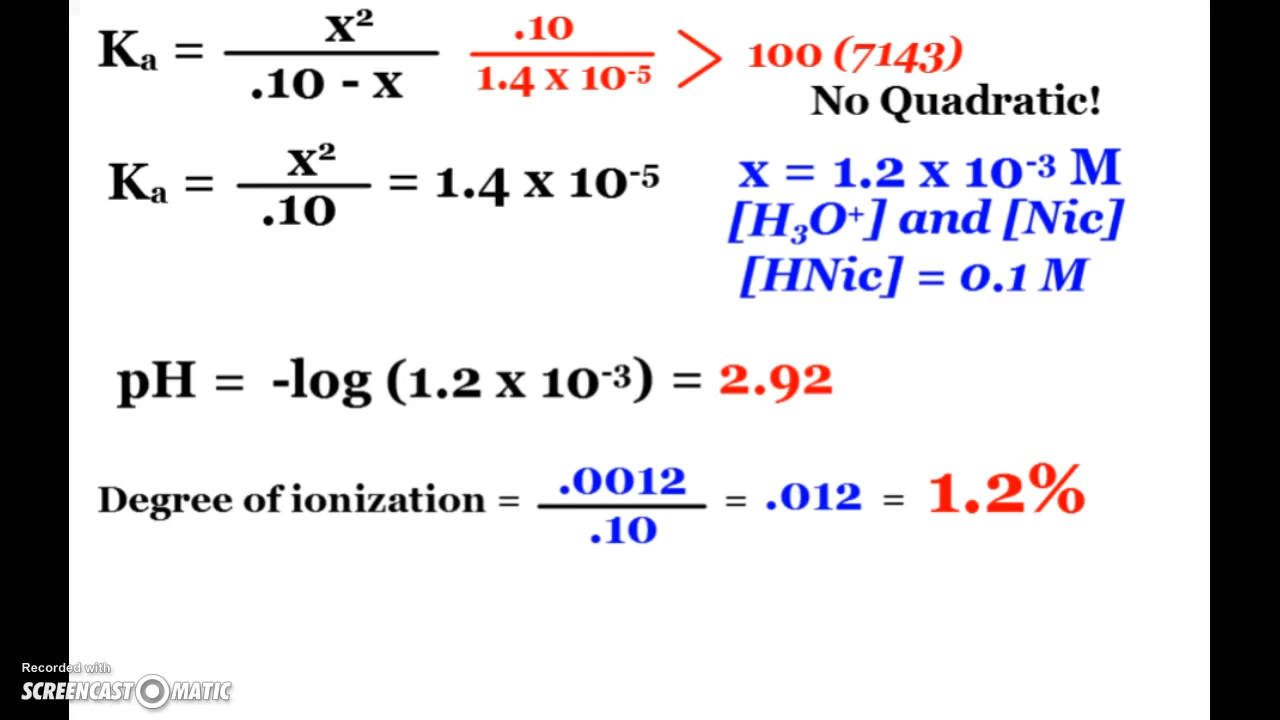 Kₐ = x² / .10 - x   .10 / 1.4 x 10⁻⁵ > 100 (7143)
No Quadratic!
Kₐ = x² / .10 = 1.4 x 10⁻⁵   x = 1.2 x 10⁻³ M
[H₃O⁺] and [Nic]
[HNic] = 0.1 M
pH = -log (1.2 x 10⁻³) = 2.92
Degree of ionization = .0012 / .10 = .012 = 1.2%
Recorded with
SCREENCAST O MATIC